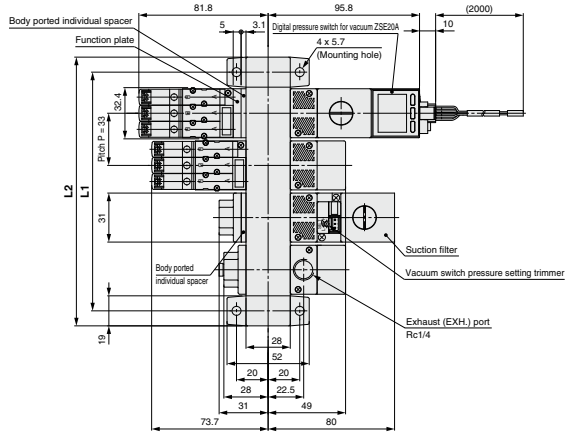 81.8
95.8
5
3.1
10
(2000)
Body ported individual spacer
Function plate
Digital pressure switch for vacuum ZSE20A
4 x 5.7
(Mounting hole)
32.4
Pitch P = 33
L2
L1
31
19
Body ported
individual spacer
Suction filter
Vacuum switch pressure setting trimmer
Exhaust (EXH.) port
Rc1/4
28
52
20
20
28
22.5
31
49
73.7
80